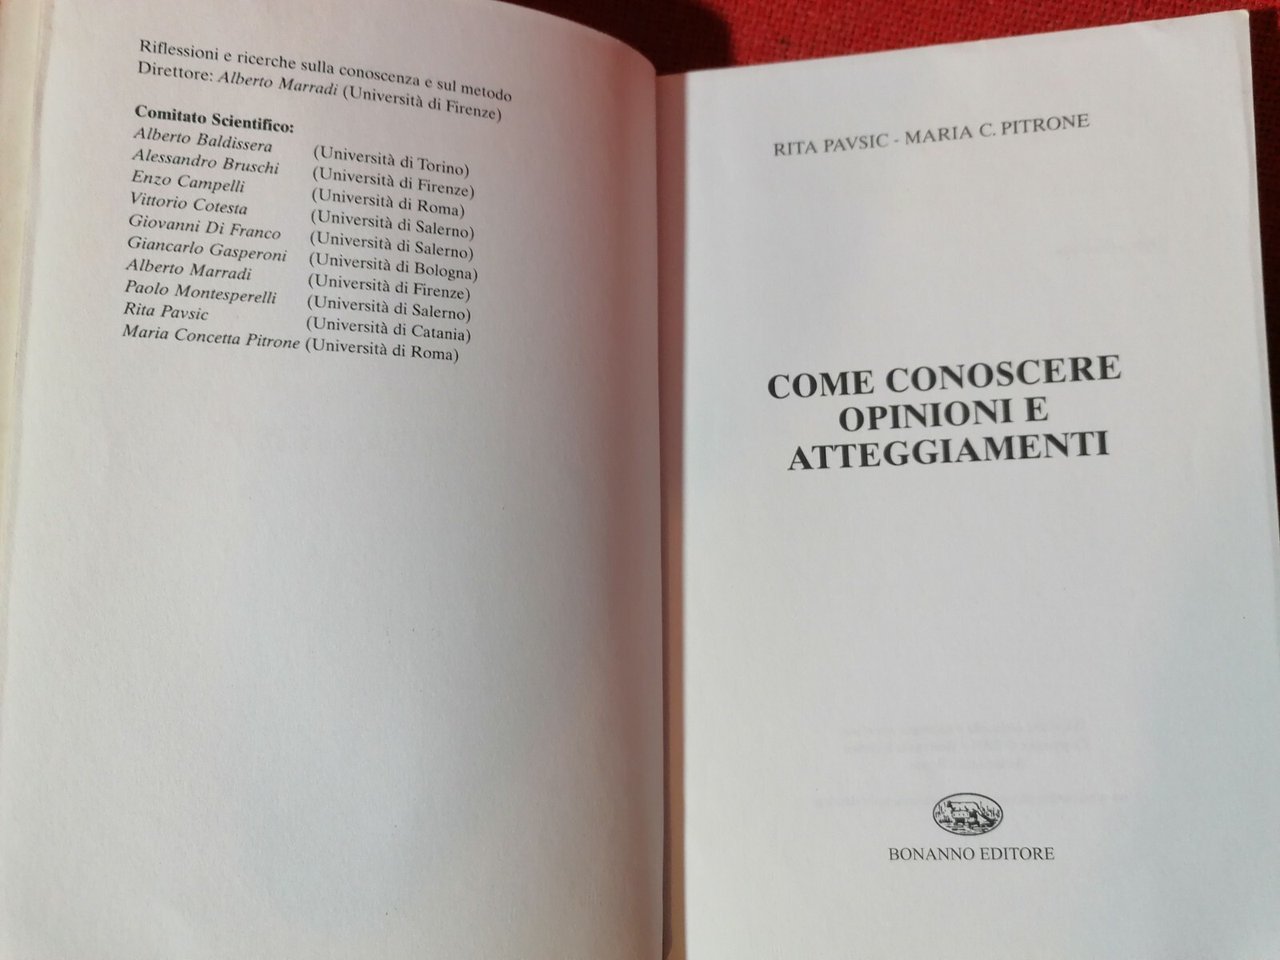 Riflessioni e ricerche sulla conoscenza e sul metodo
Direttore: Alberto Marradi (Università di Firenze)
Comitato Scientifico:
Alberto Baldissera (Università di Torino)
Alessandro Bruschi (Università di Firenze)
Enzo Campelli (Università di Roma)
Vittorio Cotesta (Università di Salerno)
Giovanni Di Franco (Università di Salerno)
Giancarlo Gasperoni (Università di Bologna)
Alberto Marradi (Università di Firenze)
Paolo Montesperelli (Università di Salerno)
Rita Pavsic (Università di Catania)
Maria Concetta Pitrone (Università di Roma)
RITA PAVSIC - MARIA C. PITRONE
COME CONOSCERE
OPINIONI E
ATTEGGIAMENTI
BONANNO EDITORE